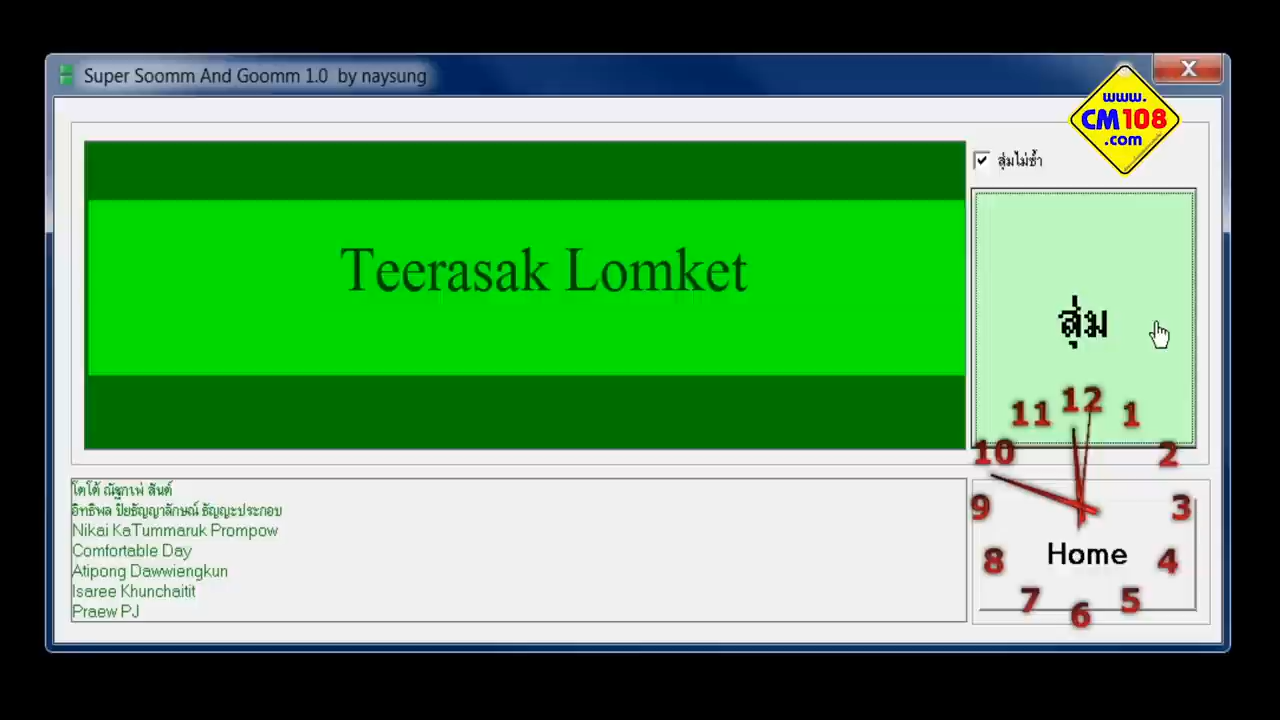 Super Soomm And Goomm 1.0 by naysung
www.
CM108
.com
สุ่มไม่ซ้ำ
Teerasak Lomket
สุ่ม
โตโต้ ณัฐกาเฟ่ สันต์
อิทธิพล ปิยธัญญาลักษณ์ ธัญญะประกอบ
Nikai KaTummaruk Prompow
Comfortable Day
Atipong Dawwiengkun
Isaree Khunchaitit
Praew PJ
Home
12
1
2
3
4
5
6
7
8
9
10
11